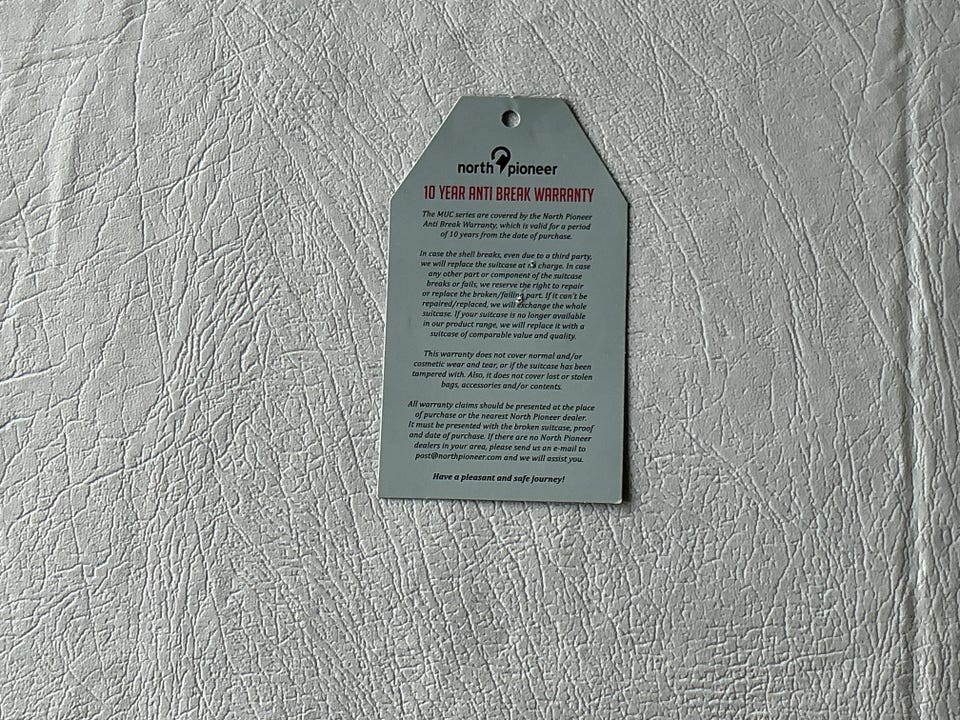 north pioneer
10 YEAR ANTI BREAK WARRANTY
The MUC series are covered by the North Pioneer
Anti Break Warranty, which is valid for a period
of 10 years from the date of purchase.
In case the shell breaks, even due to a third party,
we will replace the suitcase at no charge. In case
any other part or component of the suitcase
breaks or fails, we reserve the right to repair
or replace the broken/failing part. If it can't be
repaired/replaced, we will exchange the whole
suitcase. If your suitcase is no longer available
in our product range, we will replace it with a
suitcase of comparable value and quality.
This warranty does not cover normal and/or
cosmetic wear and tear, or if the suitcase has been
tampered with. Also, it does not cover lost or stolen
bags, accessories and/or contents.
All warranty claims should be presented at the place
of purchase or the nearest North Pioneer dealer.
It must be presented with the broken suitcase, proof
and date of purchase. If there are no North Pioneer
dealers in your area, please send us an e-mail to
post@northpioneer.com and we will assist you.
Have a pleasant and safe journey!